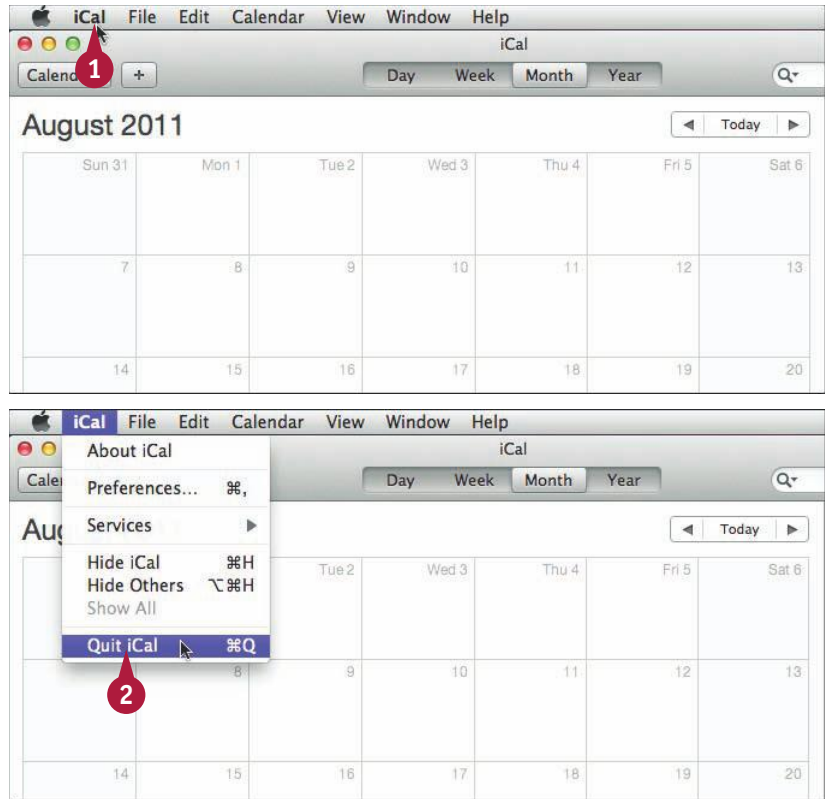 iCal File Edit Calendar View Window Help
iCal
1
Calend +
Day Week Month Year
August 2011
Today
Sun 31 Mon 1 Tue 2 Wed 3 Thu 4 Fri 5 Sat 6
7 8 9 10 11 12 13
14 15 16 17 18 19 20
iCal File Edit Calendar View Window Help
iCal
About iCal
Cale
Day Week Month Year
Preferences... ⌘,
Aug
Services
Today
Hide iCal ⌘H
Tue 2 Wed 3 Thu 4 Fri 5 Sat 6
Hide Others ⌥⌘H
Show All
Quit iCal ⌘Q
2
8 9 10 11 12 13
14 15 16 17 18 19 20